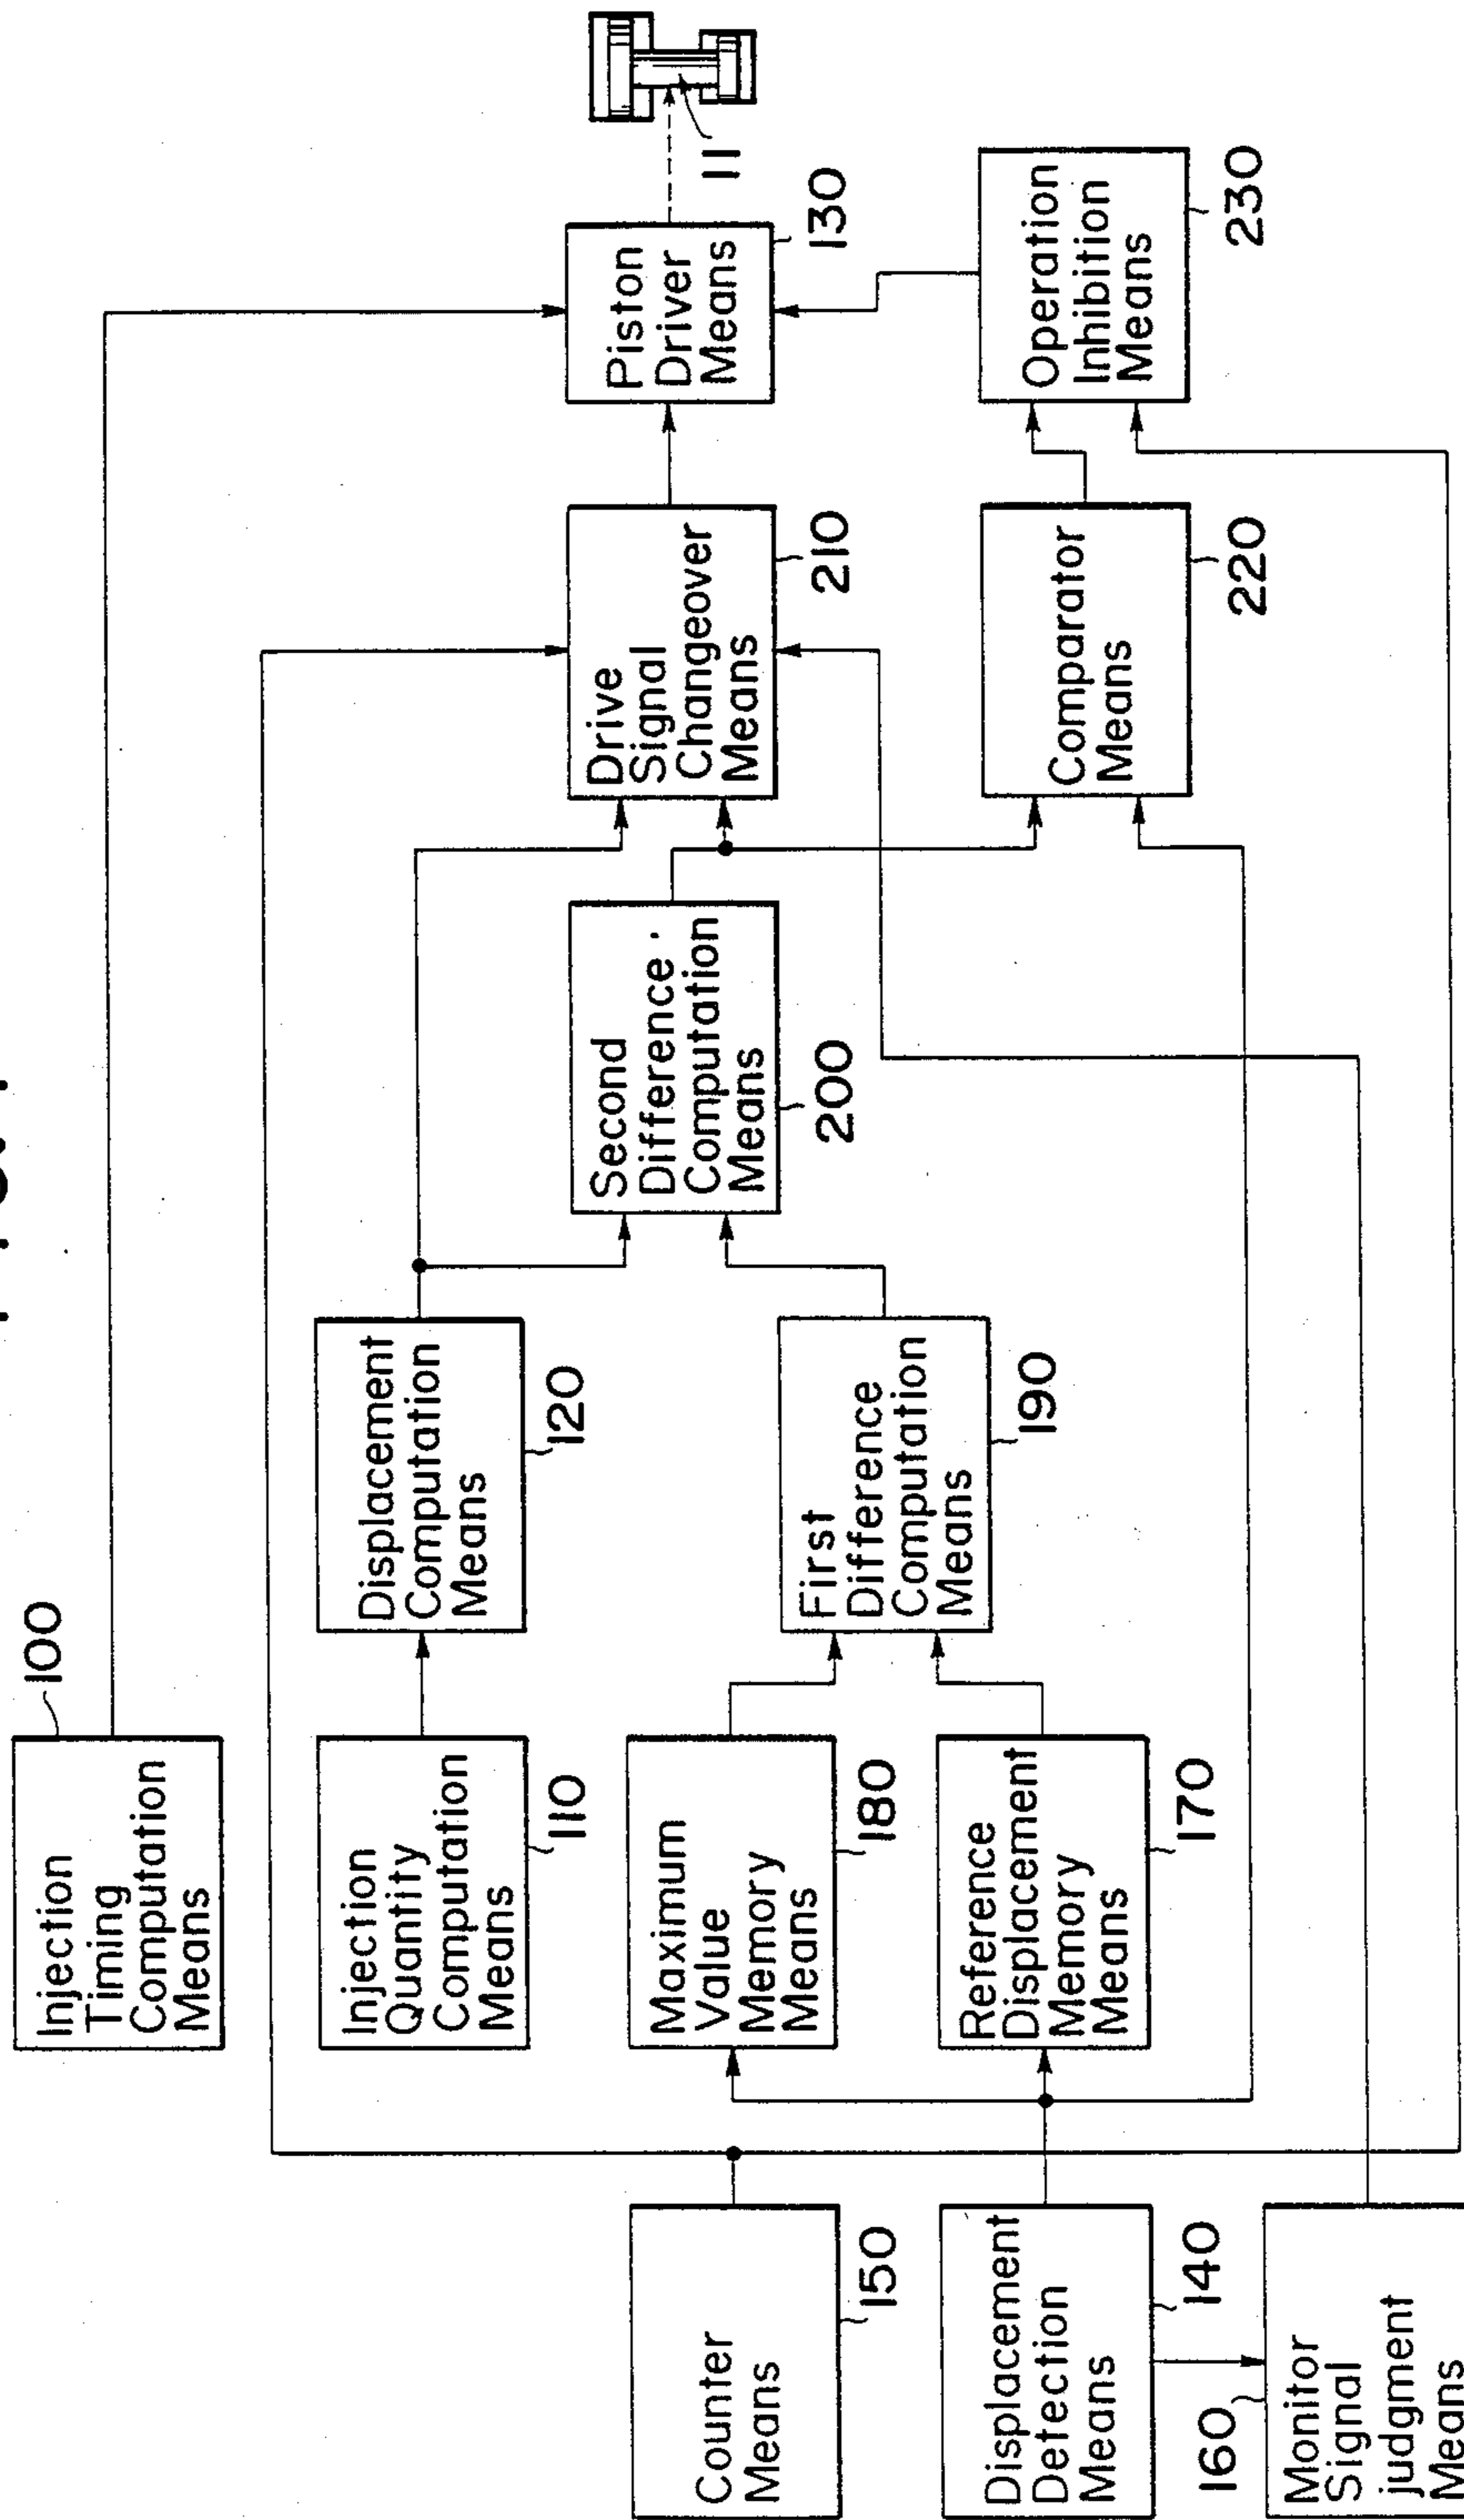 100
Injection
Timing
Computation
Means
Injection
Quantity
Computation
Means
110
Displacement
Computation
Means
120
Maximum
Value
Memory
Means
180
Reference
Displacement
Memory
Means
170
First
Difference
Computation
Means
190
Second
Difference
Computation
Means
200
Drive
Signal
Changeover
Means
210
Piston
Driver
Means
130
11
Counter
Means
150
Displacement
Detection
Means
140
160
Monitor
Signal
judgment
Means
Comparator
Means
220
Operation
Inhibition
Means
230